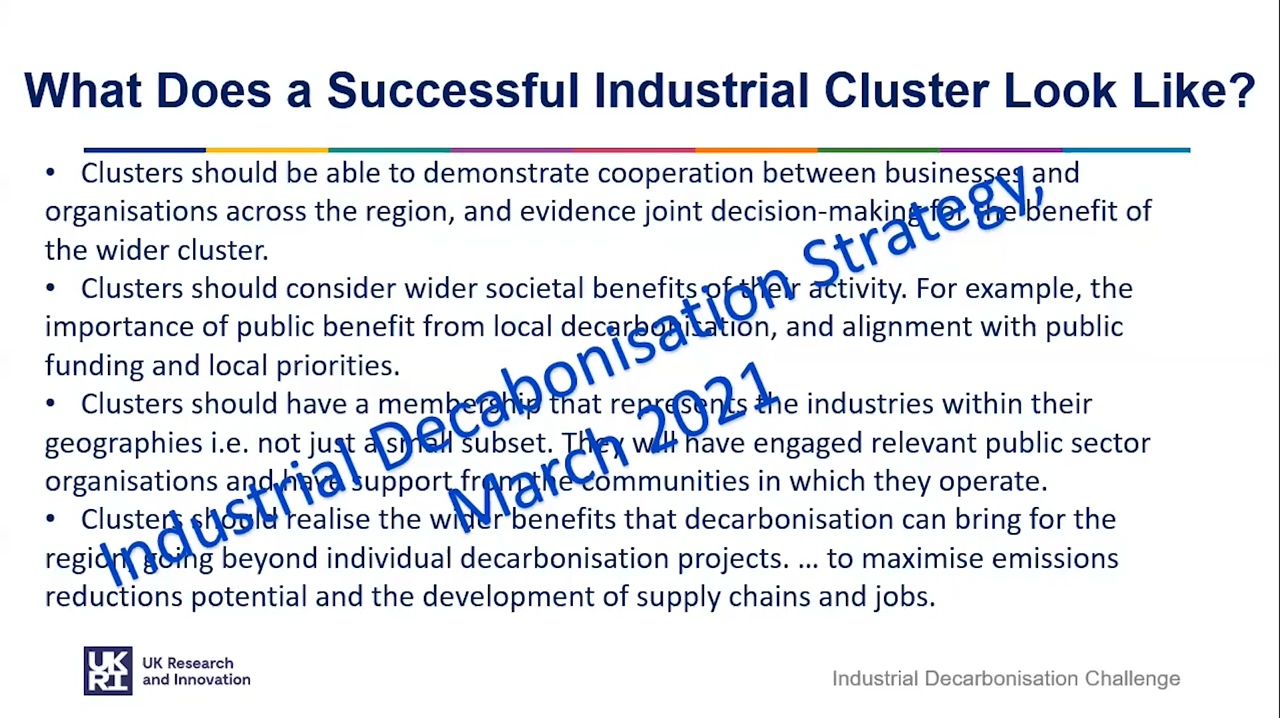 What Does a Successful Industrial Cluster Look Like?
• Clusters should be able to demonstrate cooperation between businesses and
organisations across the region, and evidence joint decision-making for the benefit of
the wider cluster.
• Clusters should consider wider societal benefits of their activity. For example, the
importance of public benefit from local decarbonisation, and alignment with public
funding and local priorities.
• Clusters should have a membership that represents the industries within their
geographies i.e. not just a small subset. They will have engaged relevant public sector
organisations and have support from the communities in which they operate.
• Clusters should realise the wider benefits that decarbonisation can bring for the
region, going beyond individual decarbonisation projects. … to maximise emissions
reductions potential and the development of supply chains and jobs.
Industrial Decabonisation Strategy,
March 2021
UK
RI
UK Research
and Innovation
Industrial Decarbonisation Challenge